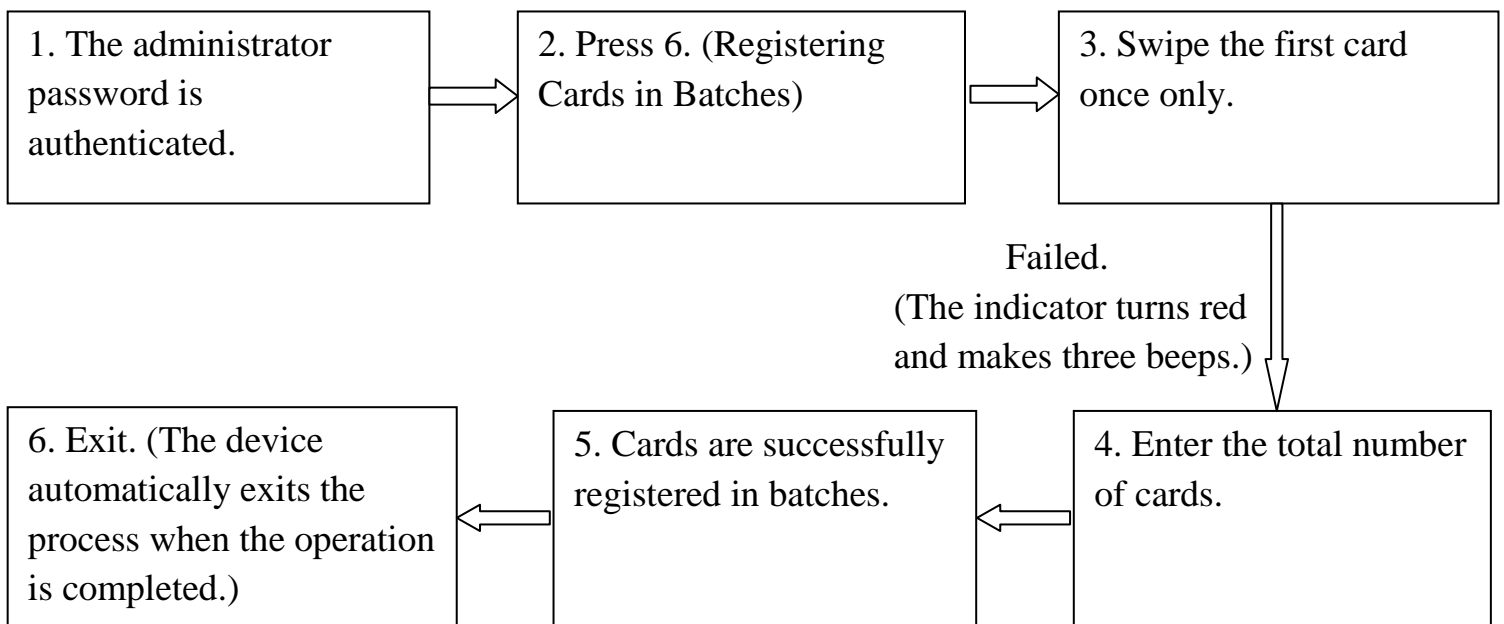 1. The administrator
password is
authenticated.
2. Press 6. (Registering
Cards in Batches)
3. Swipe the first card
once only.
Failed.
(The indicator turns red
and makes three beeps.)
4. Enter the total number
of cards.
5. Cards are successfully
registered in batches.
6. Exit. (The device
automatically exits the
process when the operation
is completed.)